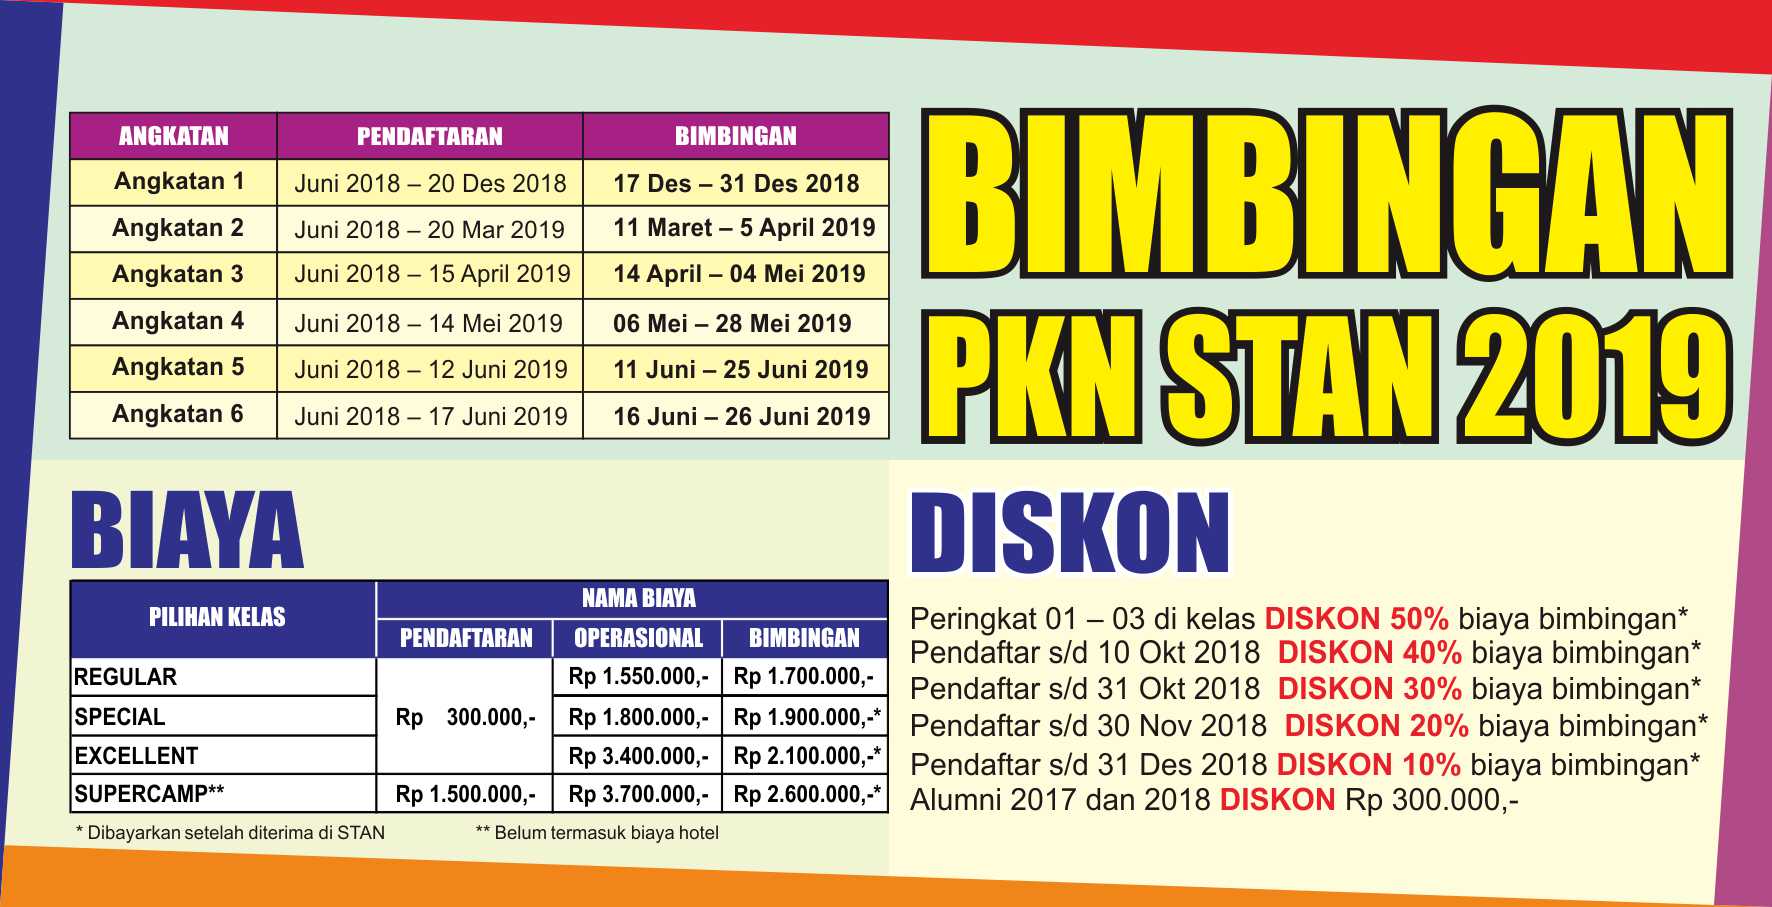 ANGKATAN PENDAFTARAN BIMBINGAN
Angkatan 1 Juni 2018 – 20 Des 2018 17 Des – 31 Des 2018
Angkatan 2 Juni 2018 – 20 Mar 2019 11 Maret – 5 April 2019
Angkatan 3 Juni 2018 – 15 April 2019 14 April – 04 Mei 2019
Angkatan 4 Juni 2018 – 14 Mei 2019 06 Mei – 28 Mei 2019
Angkatan 5 Juni 2018 – 12 Juni 2019 11 Juni – 25 Juni 2019
Angkatan 6 Juni 2018 – 17 Juni 2019 16 Juni – 26 Juni 2019
BIMBINGAN
PKN STAN 2019
BIAYA
PILIHAN KELAS NAMA BIAYA
PENDAFTARAN OPERASIONAL BIMBINGAN
REGULAR Rp 1.550.000,- Rp 1.700.000,-
SPECIAL Rp 300.000,- Rp 1.800.000,- Rp 1.900.000,-*
EXCELLENT Rp 3.400.000,- Rp 2.100.000,-*
SUPERCAMP** Rp 1.500.000,- Rp 3.700.000,- Rp 2.600.000,-*
* Dibayarkan setelah diterima di STAN ** Belum termasuk biaya hotel
DISKON
Peringkat 01 – 03 di kelas DISKON 50% biaya bimbingan*
Pendaftar s/d 10 Okt 2018 DISKON 40% biaya bimbingan*
Pendaftar s/d 31 Okt 2018 DISKON 30% biaya bimbingan*
Pendaftar s/d 30 Nov 2018 DISKON 20% biaya bimbingan*
Pendaftar s/d 31 Des 2018 DISKON 10% biaya bimbingan*
Alumni 2017 dan 2018 DISKON Rp 300.000,-